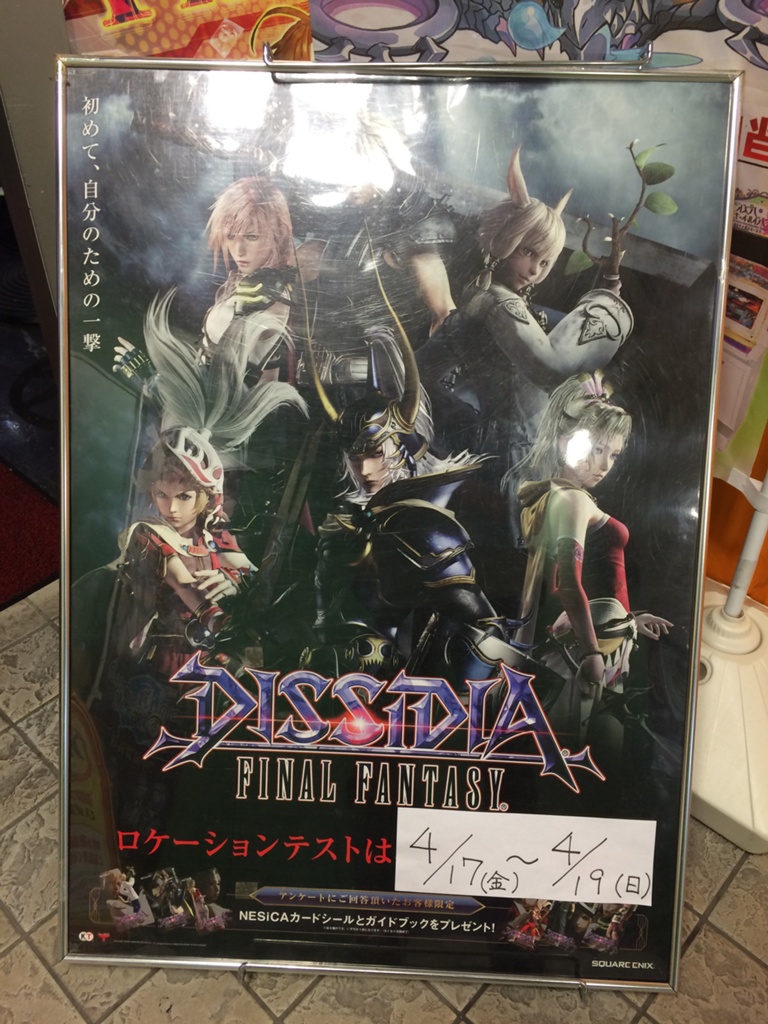 初めて、自分のための一撃
DISSIDIA
FINAL FANTASY
ロケーションテストは
4/17(金)～4/19(日)
アンケートにご回答頂いたお客様限定
NESiCAカードシールとガイドブックをプレゼント!
KT
SQUARE ENIX